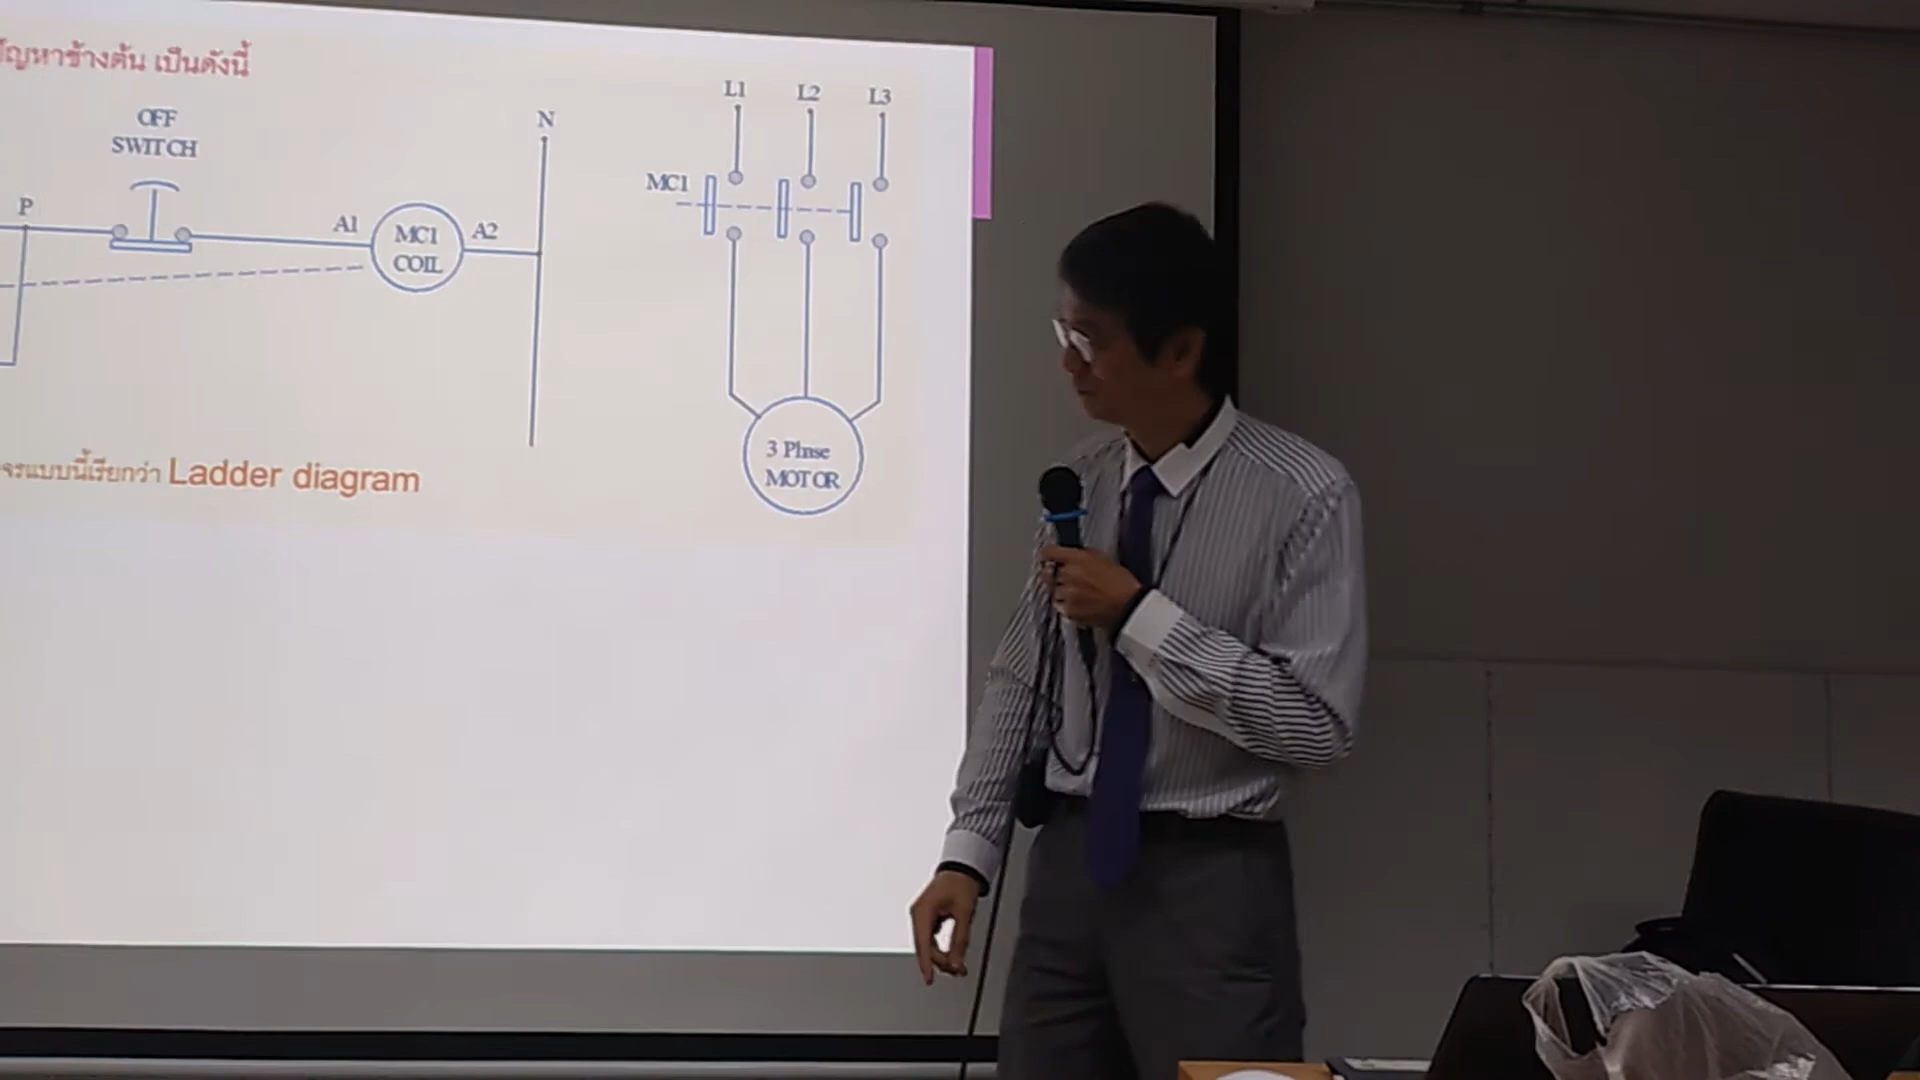 ปัญหาข้างต้น เป็นดังนี้
OFF
SWITCH
N
P
A1
MC1
COIL
A2
L1
L2
L3
MC1
3 Phase
MOTOR
จรแบบนี้เรียกว่า Ladder diagram